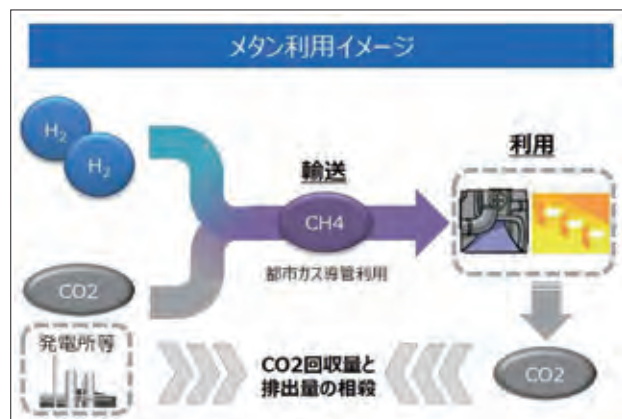 メタン利用イメージ
H₂
H₂
輸送
利用
CH4
都市ガス導管利用
CO2
発電所等
CO2回収量と
排出量の相殺
CO2